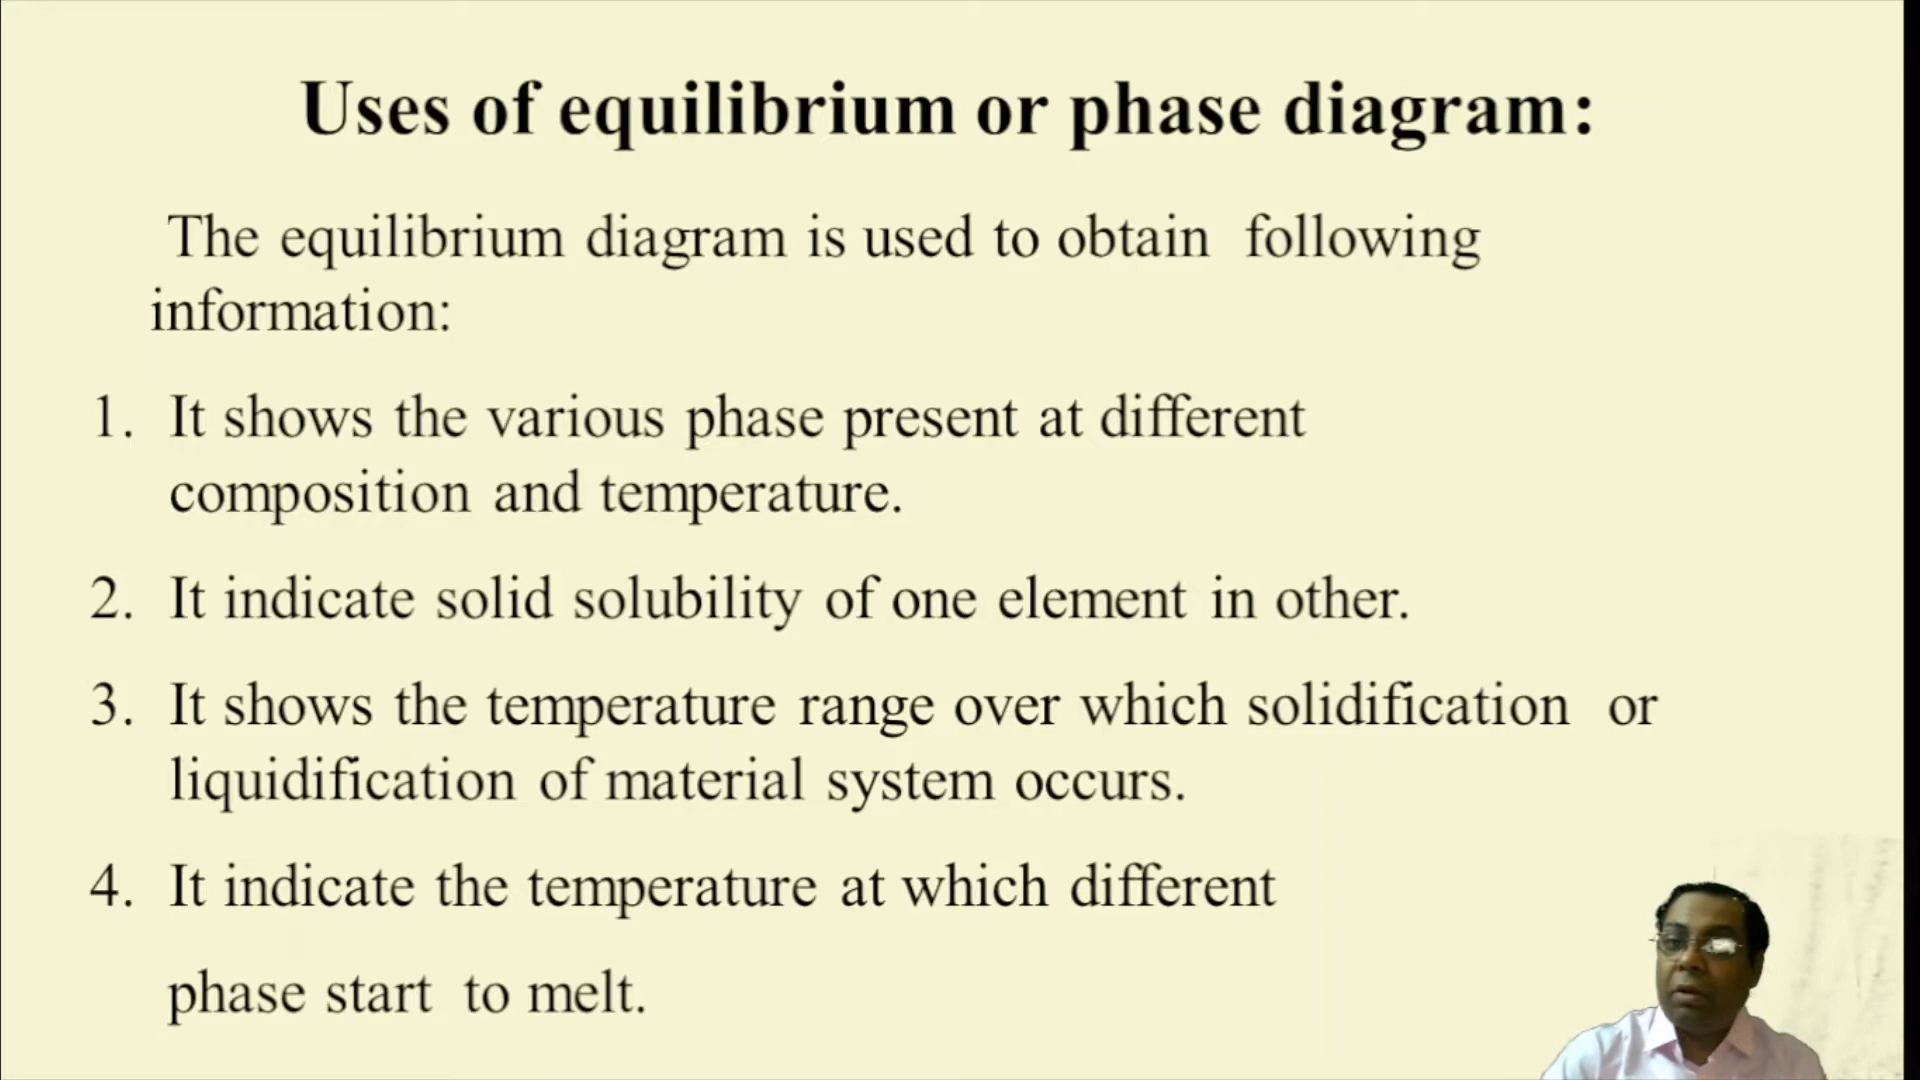 Uses of equilibrium or phase diagram:
The equilibrium diagram is used to obtain following
information:
1. It shows the various phase present at different
composition and temperature.
2. It indicate solid solubility of one element in other.
3. It shows the temperature range over which solidification or
liquidification of material system occurs.
4. It indicate the temperature at which different
phase start to melt.